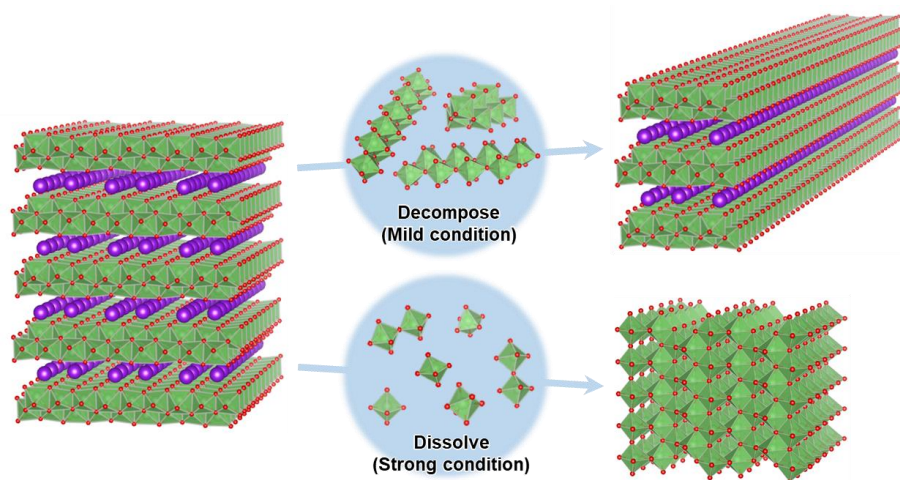 Decompose
(Mild condition)
Dissolve
(Strong condition)